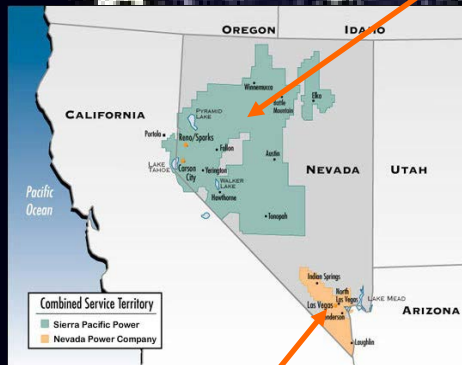 OREGON
IDAHO
Winnemucca
Battle
Mountain
Elko
CALIFORNIA
PYRAMID
LAKE
Portola
Reno/Sparks
Fallon
Austin
LAKE
TAHOE
Carson
City
Yerington
NEVADA
UTAH
WALKER
LAKE
Hawthorne
Pacific
Ocean
Tonopah
Indian Springs
North
Las Vegas
Las Vegas
LAKE MEAD
Henderson
ARIZONA
Laughlin
Combined Service Territory
Sierra Pacific Power
Nevada Power Company